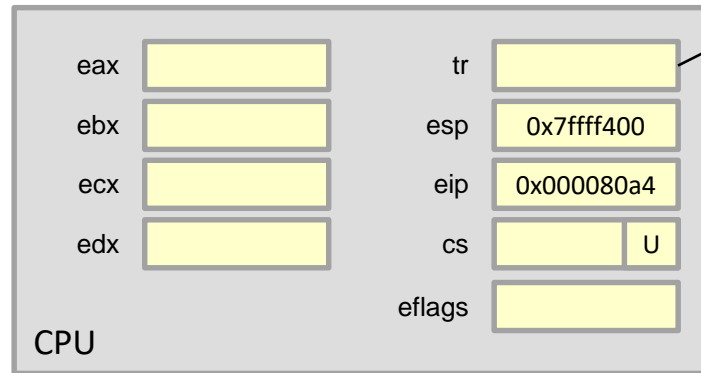 eax tr
ebx esp 0x7ffff400
ecx eip 0x000080a4
edx cs U
eflags
CPU